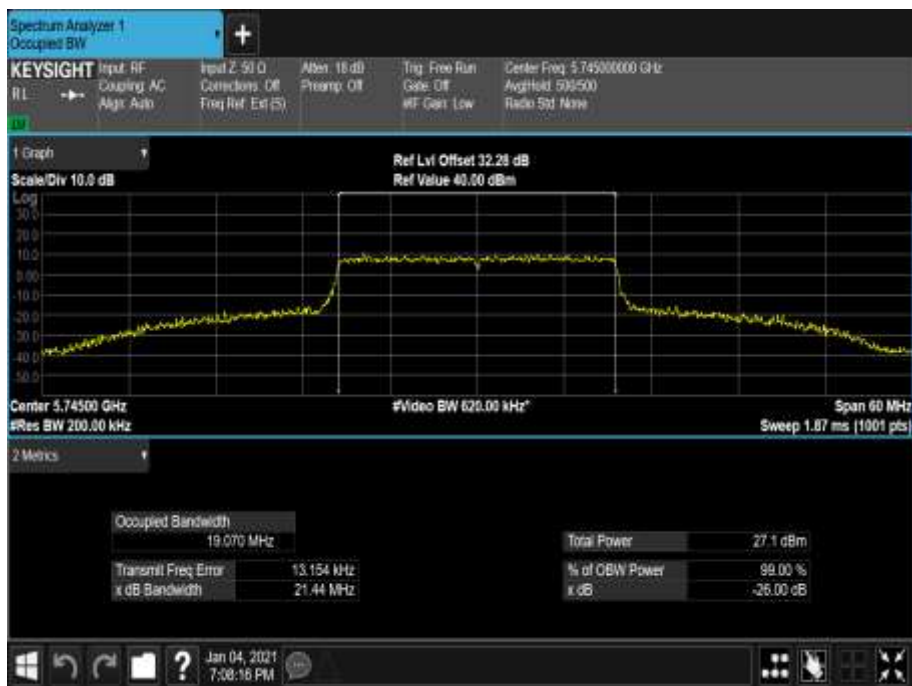 Spectrum Analyzer 1
Occupied BW
+
KEYSIGHT Input: RF Input Z: 50 Ω Atten: 18 dB Trig: Free Run Center Freq: 5.745000000 GHz
RL Coupling: AC Corrections: Off Preamp: Off Gate: Off Avg|Hold: 500/500
Align: Auto Freq Ref: Ext (S) #IF Gain: Low Radio Std: None
1 Graph Ref Lvl Offset 32.28 dB
Scale/Div 10.0 dB Ref Value 40.00 dBm
Log
30.0
20.0
10.0
0.00
-10.0
-20.0
-30.0
-40.0
-50.0
Center 5.74500 GHz #Video BW 620.00 kHz* Span 60 MHz
#Res BW 200.00 kHz Sweep 1.87 ms (1001 pts)
2 Metrics
Occupied Bandwidth
19.070 MHz Total Power 27.1 dBm
Transmit Freq Error 13.154 kHz % of OBW Power 99.00 %
x dB Bandwidth 21.44 MHz x dB -26.00 dB
? Jan 04, 2021
7:08:16 PM